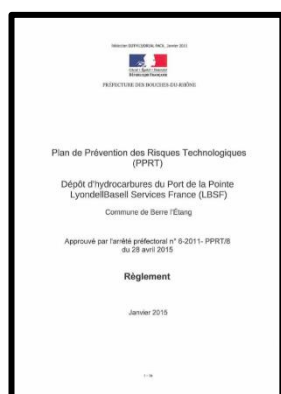 PRÉFECTURE DES BOUCHES-DU-RHÔNE
Plan de Prévention des Risques Technologiques
(PPRT)
Dépôt d'hydrocarbures du Port de la Pointe
LyondellBasell Services France (LBSF)
Commune de Berre l'Étang
Approuvé par l'arrêté préfectoral n° 6-2011- PPRT/8
du 28 avril 2015
Règlement
Janvier 2015